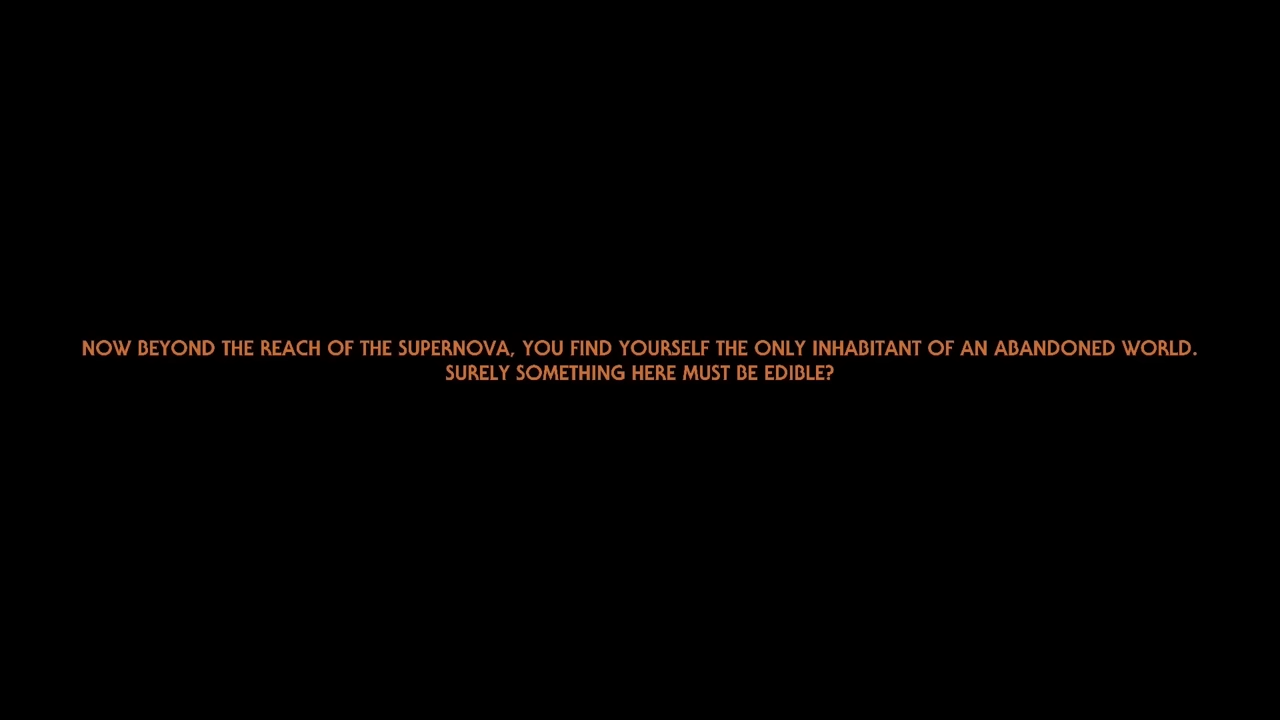 NOW BEYOND THE REACH OF THE SUPERNOVA, YOU FIND YOURSELF THE ONLY INHABITANT OF AN ABANDONED WORLD.
SURELY SOMETHING HERE MUST BE EDIBLE?